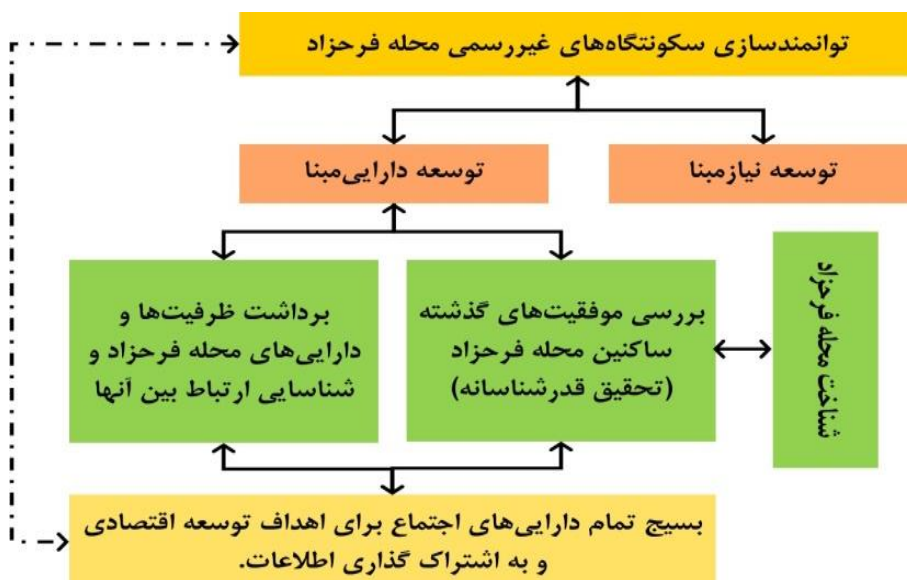 توانمندسازی سکونتگاه‌های غیررسمی محله فرحزاد
توسعه نیازمبنا
توسعه دارایی‌مبنا
شناخت محله فرحزاد
بررسی موفقیت‌های گذشته
ساکنین محله فرحزاد
(تحقیق قدرشناسانه)
برداشت ظرفیت‌ها و
دارایی‌های محله فرحزاد و
شناسایی ارتباط بین آنها
بسیج تمام دارایی‌های اجتماع برای اهداف توسعه اقتصادی
و به اشتراک گذاری اطلاعات.